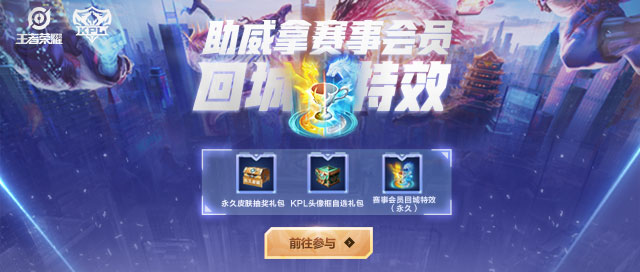 王者荣耀
KPL
助威拿赛事会员
回城特效
永久皮肤抽奖礼包
KPL头像框自选礼包
赛事会员回城特效
（永久）
前往参与